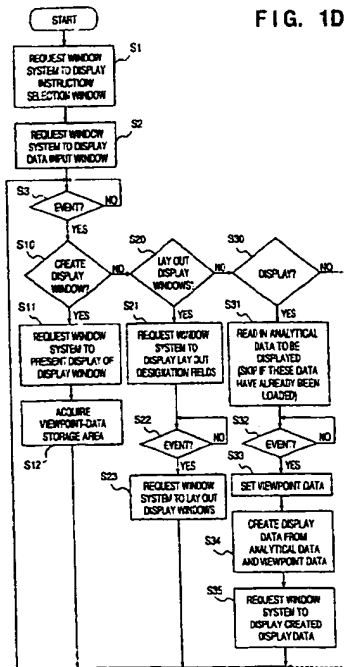 FIG. 1D
START
S1
REQUEST WINDOW
SYSTEM TO DISPLAY
INSTRUCTION/
SELECTION WINDOW
S2
REQUEST WINDOW
SYSTEM TO DISPLAY
DATA INPUT WINDOW
S3
EVENT?
NO
YES
S10
CREATE
DISPLAY
WINDOW?
NO
YES
S20
LAY OUT
DISPLAY
WINDOWS?
NO
YES
S30
DISPLAY?
NO
YES
S11
REQUEST WINDOW
SYSTEM TO
PRESENT DISPLAY OF
DISPLAY WINDOW
ACQUIRE
VIEWPOINT-DATA
STORAGE AREA
S12
S21
REQUEST WINDOW
SYSTEM TO
DISPLAY LAY OUT
DESIGNATION FIELDS
S22
EVENT?
NO
YES
S23
REQUEST WINDOW
SYSTEM TO LAY OUT
DISPLAY WINDOWS
S31
READ IN ANALYTICAL
DATA TO BE
DISPLAYED
(SKIP IF THESE DATA
HAVE ALREADY BEEN
LOADED)
S32
EVENT?
NO
YES
S33
SET VIEWPOINT DATA
CREATE DISPLAY
DATA FROM
ANALYTICAL DATA
AND VIEWPOINT DATA
S34
S35
REQUEST WINDOW
SYSTEM TO
DISPLAY CREATED
DISPLAY DATA